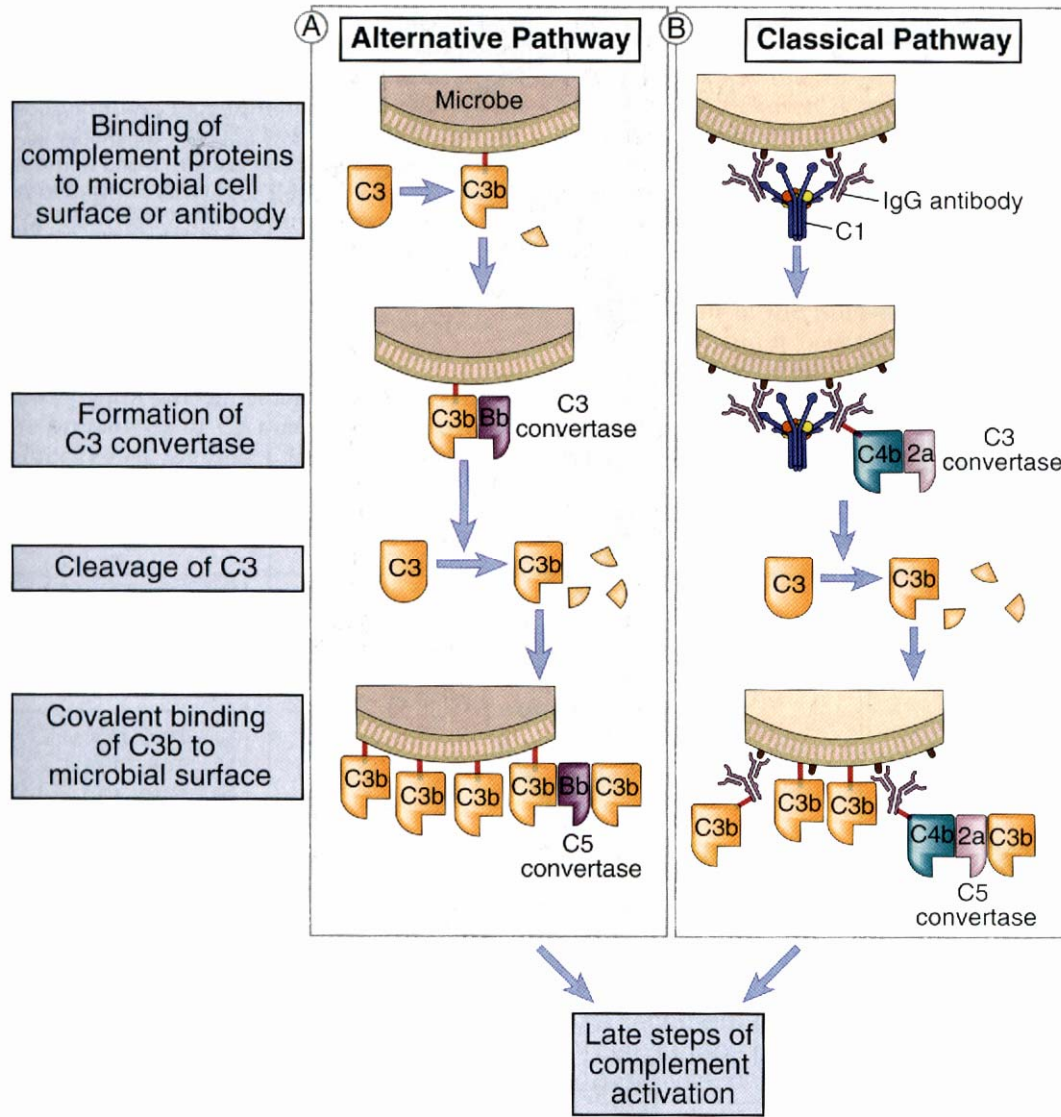 A
Alternative Pathway
B
Classical Pathway
Binding of
complement proteins
to microbial cell
surface or antibody
Microbe
C3
C3b
IgG antibody
C1
Formation of
C3 convertase
C3b
Bb
C3
convertase
C4b
2a
C3
convertase
Cleavage of C3
C3
C3b
C3
C3b
Covalent binding
of C3b to
microbial surface
C3b
C3b
C3b
C3b
Bb
C3b
C5
convertase
C3b
C3b
C3b
C4b
2a
C3b
C5
convertase
Late steps of
complement
activation